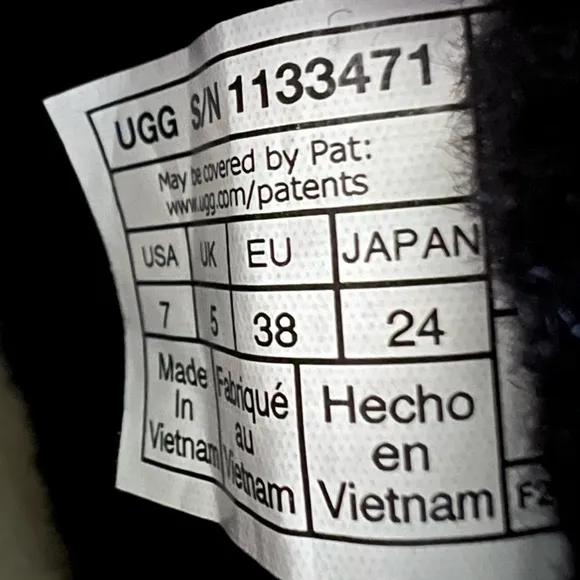 UGG S/N 1133471
May be covered by Pat:
www.ugg.com/patents
USA UK EU JAPAN
7 5 38 24
Made
In
Vietnam
Fabriqué
au
Vietnam
Hecho
en
Vietnam